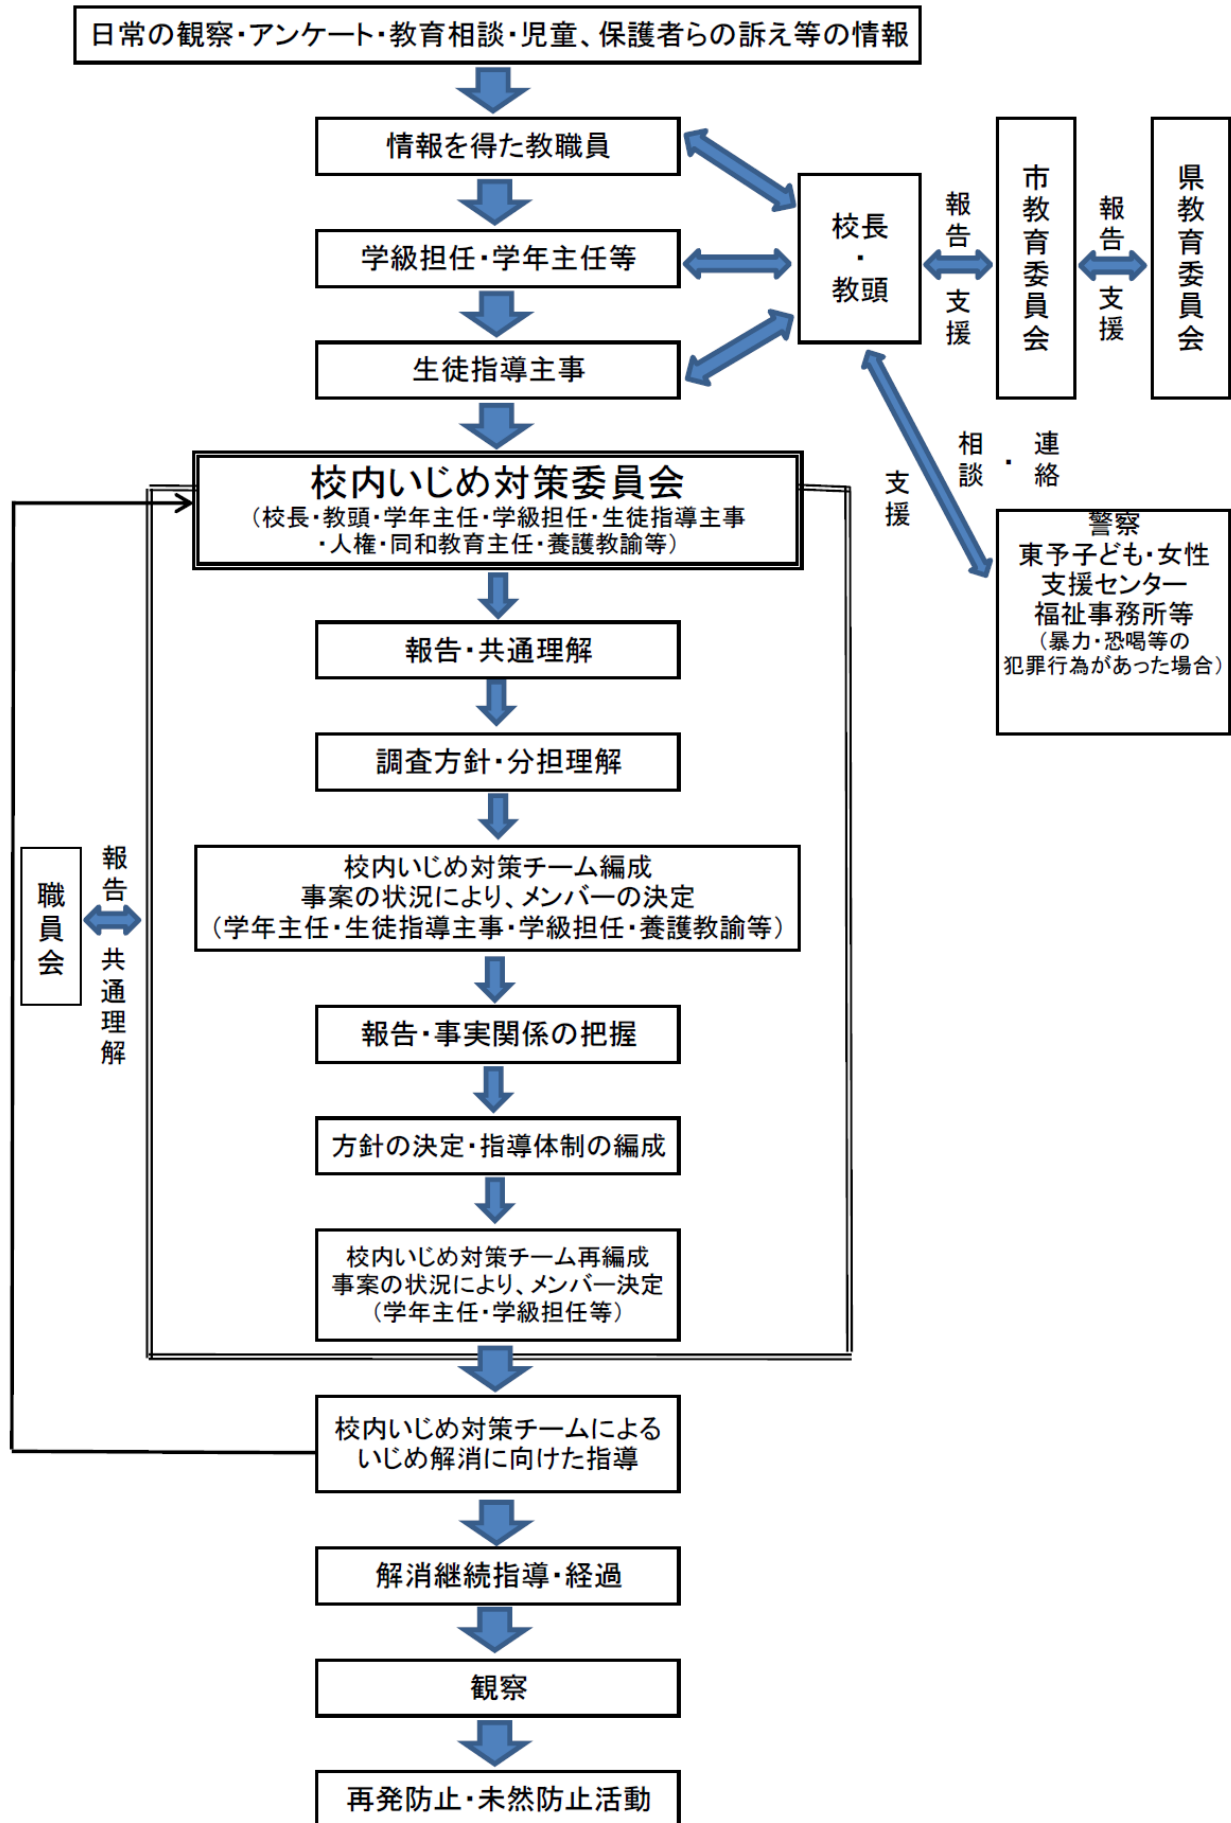 日常の観察・アンケート・教育相談・児童、保護者らの訴え等の情報
情報を得た教職員
学級担任・学年主任等
生徒指導主事
校長
・
教頭
報告
支援
市教育委員会
報告
支援
県教育委員会
支援
相談
・
連絡
警察
東予子ども・女性
支援センター
福祉事務所等
（暴力・恐喝等の
犯罪行為があった場合）
校内いじめ対策委員会
（校長・教頭・学年主任・学級担任・生徒指導主事
・人権・同和教育主任・養護教諭等）
報告・共通理解
調査方針・分担理解
校内いじめ対策チーム編成
事案の状況により、メンバーの決定
（学年主任・生徒指導主事・学級担任・養護教諭等）
職員会
報告
共通理解
報告・事実関係の把握
方針の決定・指導体制の編成
校内いじめ対策チーム再編成
事案の状況により、メンバー決定
（学年主任・学級担任等）
校内いじめ対策チームによる
いじめ解消に向けた指導
解消継続指導・経過
観察
再発防止・未然防止活動